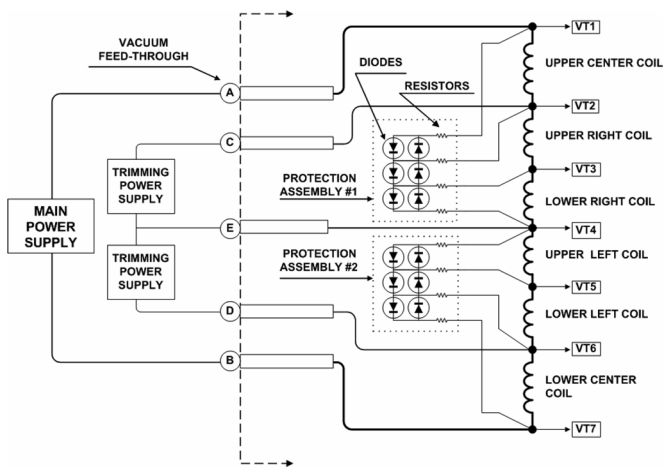 VT1
VACUUM
FEED-THROUGH
DIODES
UPPER CENTER COIL
RESISTORS
A
VT2
C
UPPER RIGHT COIL
TRIMMING
POWER
SUPPLY
PROTECTION
ASSEMBLY #1
VT3
LOWER RIGHT COIL
MAIN
POWER
SUPPLY
E
VT4
TRIMMING
POWER
SUPPLY
PROTECTION
ASSEMBLY #2
UPPER LEFT COIL
VT5
D
LOWER LEFT COIL
VT6
B
LOWER CENTER
COIL
VT7